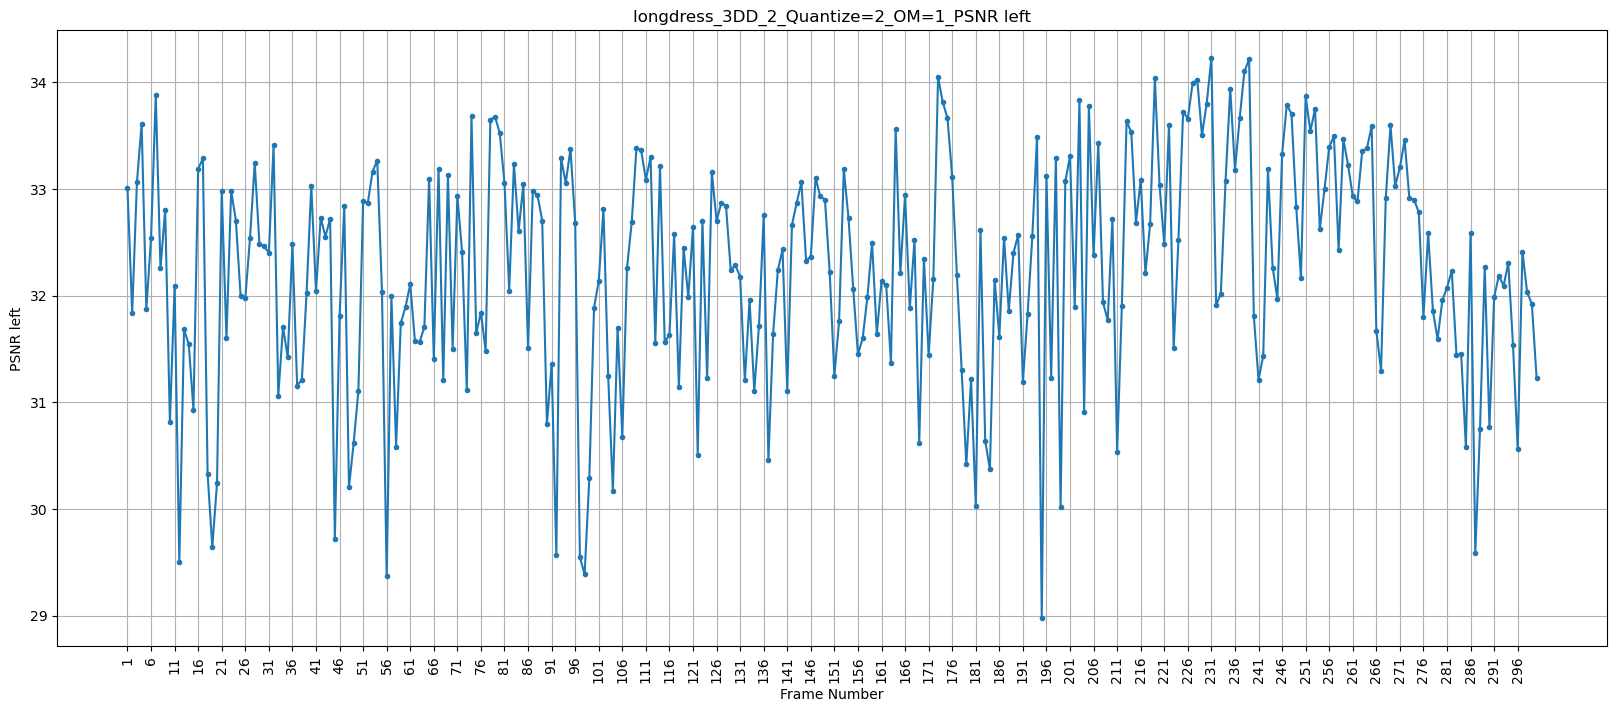 longdress_3DD_2_Quantize=2_OM=1_PSNR left
PSNR left
34
33
32
31
30
29
1 6 11 16 21 26 31 36 41 46 51 56 61 66 71 76 81 86 91 96 101 106 111 116 121 126 131 136 141 146 151 156 161 166 171 176 181 186 191 196 201 206 211 216 221 226 231 236 241 246 251 256 261 266 271 276 281 286 291 296
Frame Number